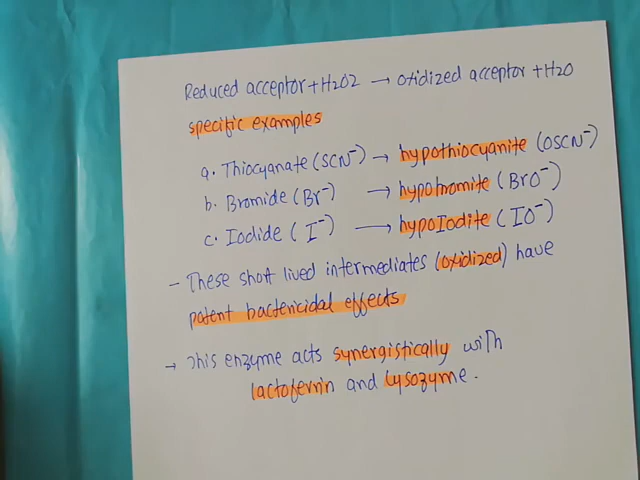 Reduced acceptor + H2O2 → oxidized acceptor + H2O
specific examples
a. Thiocyanate (SCN⁻) → hypothiocyanite (OSCN⁻)
b. Bromide (Br⁻) → hypobromite (BrO⁻)
c. Iodide (I⁻) → hypoIodite (IO⁻)
- These short lived intermediates (oxidized) have
patent bactericidal effects
→ This enzyme acts synergistically with
lactoferrin and Lysozyme.